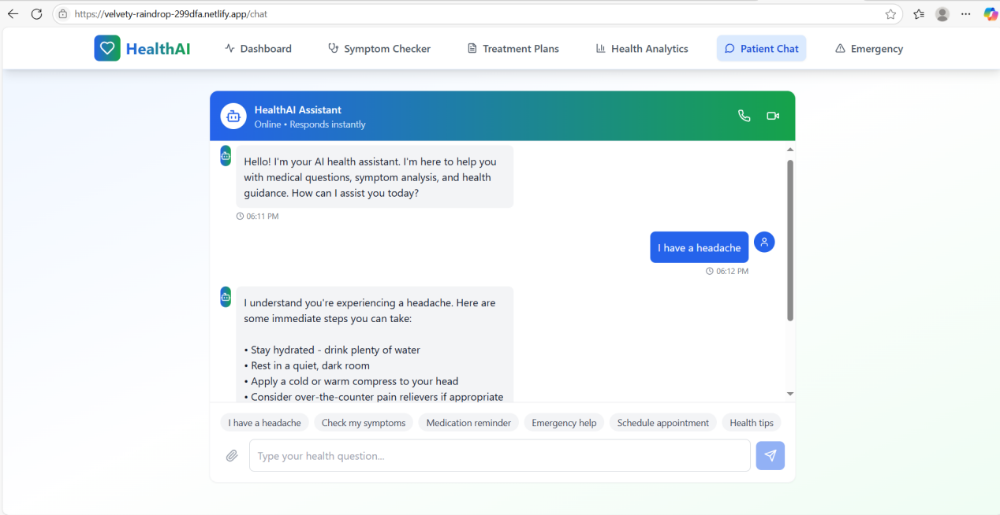 https://velvety-raindrop-299dfa.netlify.app/chat
HealthAI
Dashboard
Symptom Checker
Treatment Plans
Health Analytics
Patient Chat
Emergency
HealthAI Assistant
Online • Responds instantly
Hello! I'm your AI health assistant. I'm here to help you
with medical questions, symptom analysis, and health
guidance. How can I assist you today?
06:11 PM
I have a headache
06:12 PM
I understand you're experiencing a headache. Here are
some immediate steps you can take:
• Stay hydrated - drink plenty of water
• Rest in a quiet, dark room
• Apply a cold or warm compress to your head
• Consider over-the-counter pain relievers if appropriate
I have a headache
Check my symptoms
Medication reminder
Emergency help
Schedule appointment
Health tips
Type your health question...